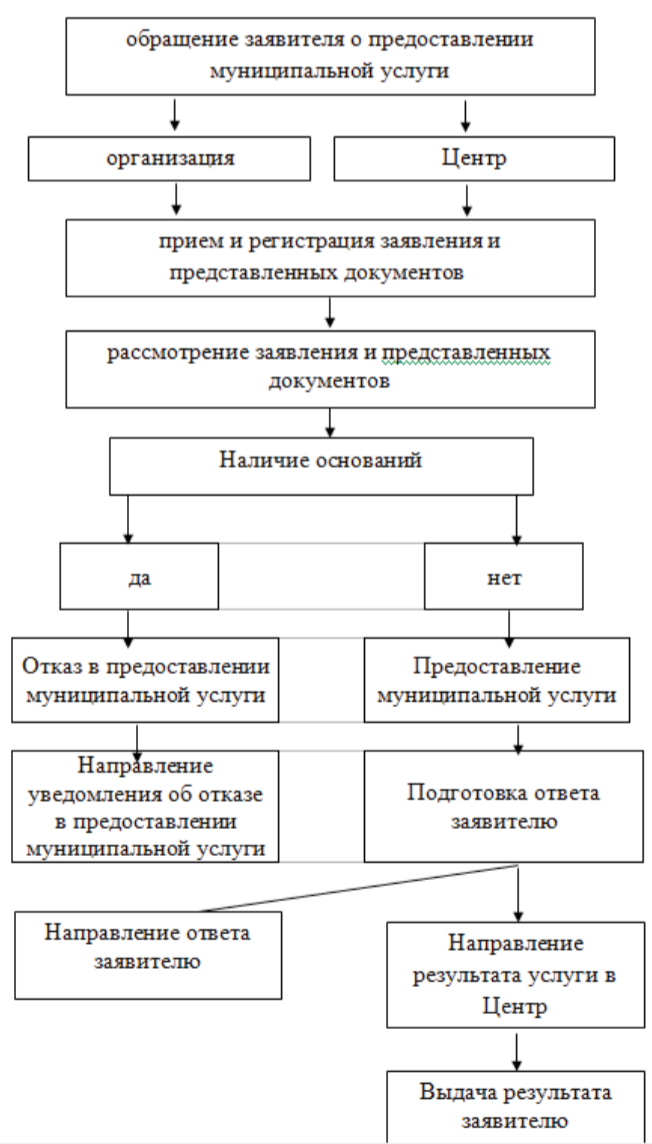 обращение заявителя о предоставлении
муниципальной услуги
организация
Центр
прием и регистрация заявления и
представленных документов
рассмотрение заявления и представленных
документов
Наличие оснований
да
нет
Отказ в предоставлении
муниципальной услуги
Предоставление
муниципальной услуги
Направление
уведомления об отказе
в предоставлении
муниципальной услуги
Подготовка ответа
заявителю
Направление ответа
заявителю
Направление
результата услуги в
Центр
Выдача результата
заявителю